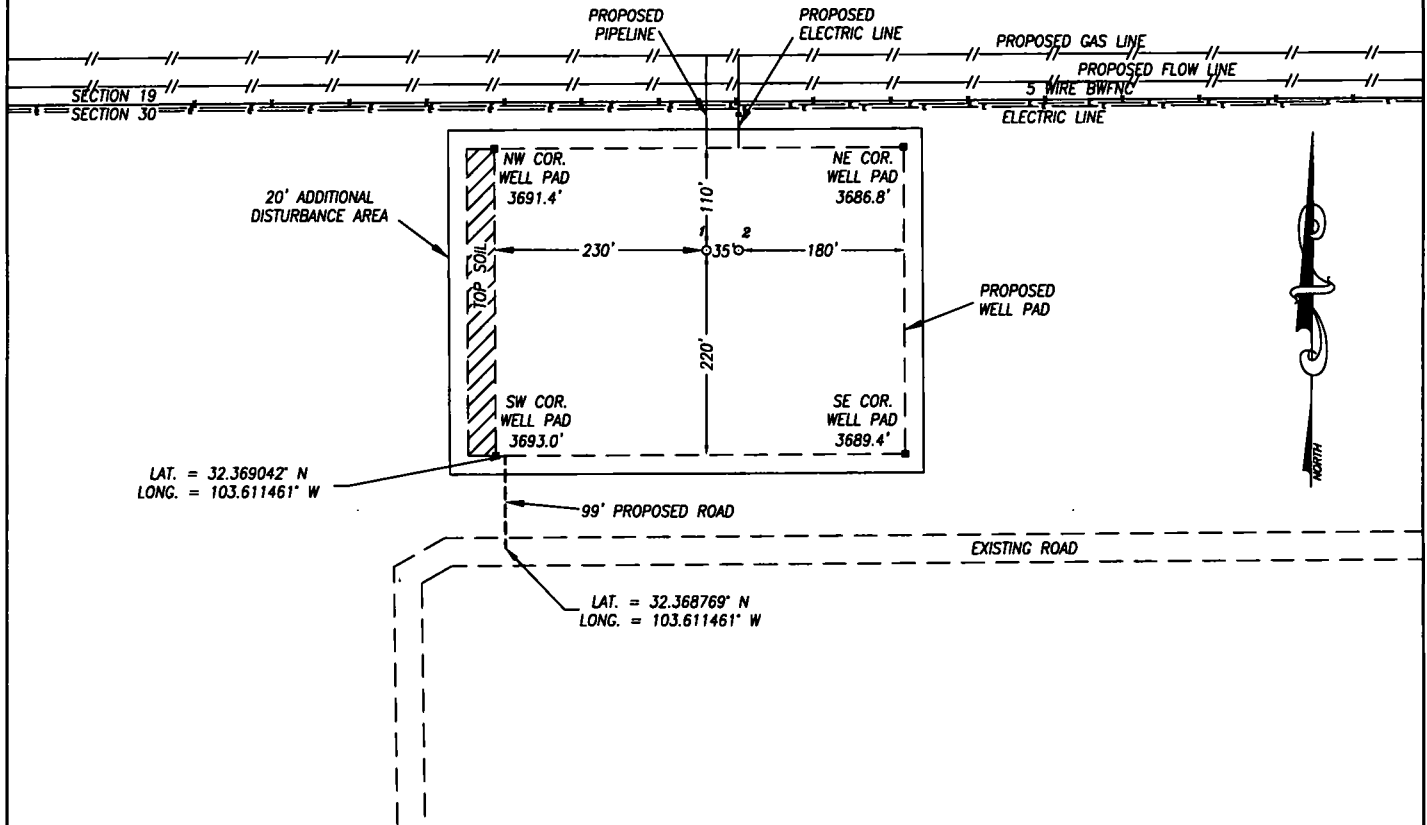 PROPOSED
PIPELINE
PROPOSED
ELECTRIC LINE
PROPOSED GAS LINE
PROPOSED FLOW LINE
SECTION 19
5 WIRE BWFNC
SECTION 30
ELECTRIC LINE
20' ADDITIONAL
DISTURBANCE AREA
NW COR.
WELL PAD
3691.4'
NE COR.
WELL PAD
3686.8'
110'
1
2
230'
35'
180'
TOP SOIL
PROPOSED
WELL PAD
220'
SW COR.
WELL PAD
3693.0'
SE COR.
WELL PAD
3689.4'
NORTH
LAT. = 32.369042° N
LONG. = 103.611461° W
99' PROPOSED ROAD
EXISTING ROAD
LAT. = 32.368769° N
LONG. = 103.611461° W